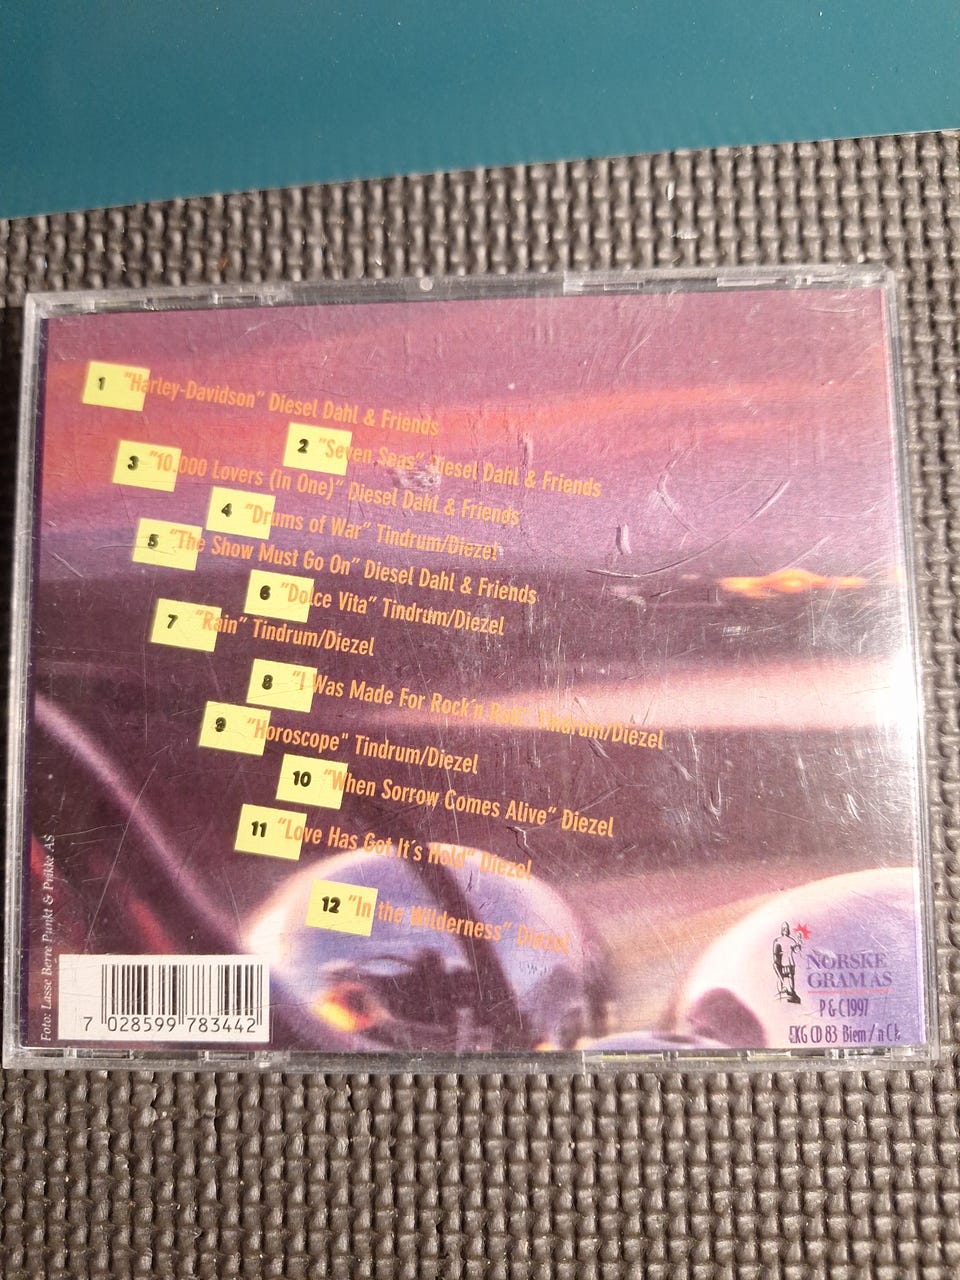 1 "Harley-Davidson" Diesel Dahl & Friends
2 "Seven Seas" Diesel Dahl & Friends
3 "10.000 Lovers (In One)" Diesel Dahl & Friends
4 "Drums of War" Tindrum/Diezel
5 "The Show Must Go On" Diesel Dahl & Friends
6 "Dolce Vita" Tindrum/Diezel
7 "Rain" Tindrum/Diezel
8 "I Was Made For Rock'n Roll" Tindrum/Diezel
9 "Horoscope" Tindrum/Diezel
10 "When Sorrow Comes Alive" Diezel
11 "Love Has Got It's Hold" Diezel
12 "In the Wilderness" Diezel
Foto: Lasse Berre Punkt & Prikke AS
7 028599 783442
NORSKE
GRAM AS
P & C 1997
EKG CD 83 Biem / n C b